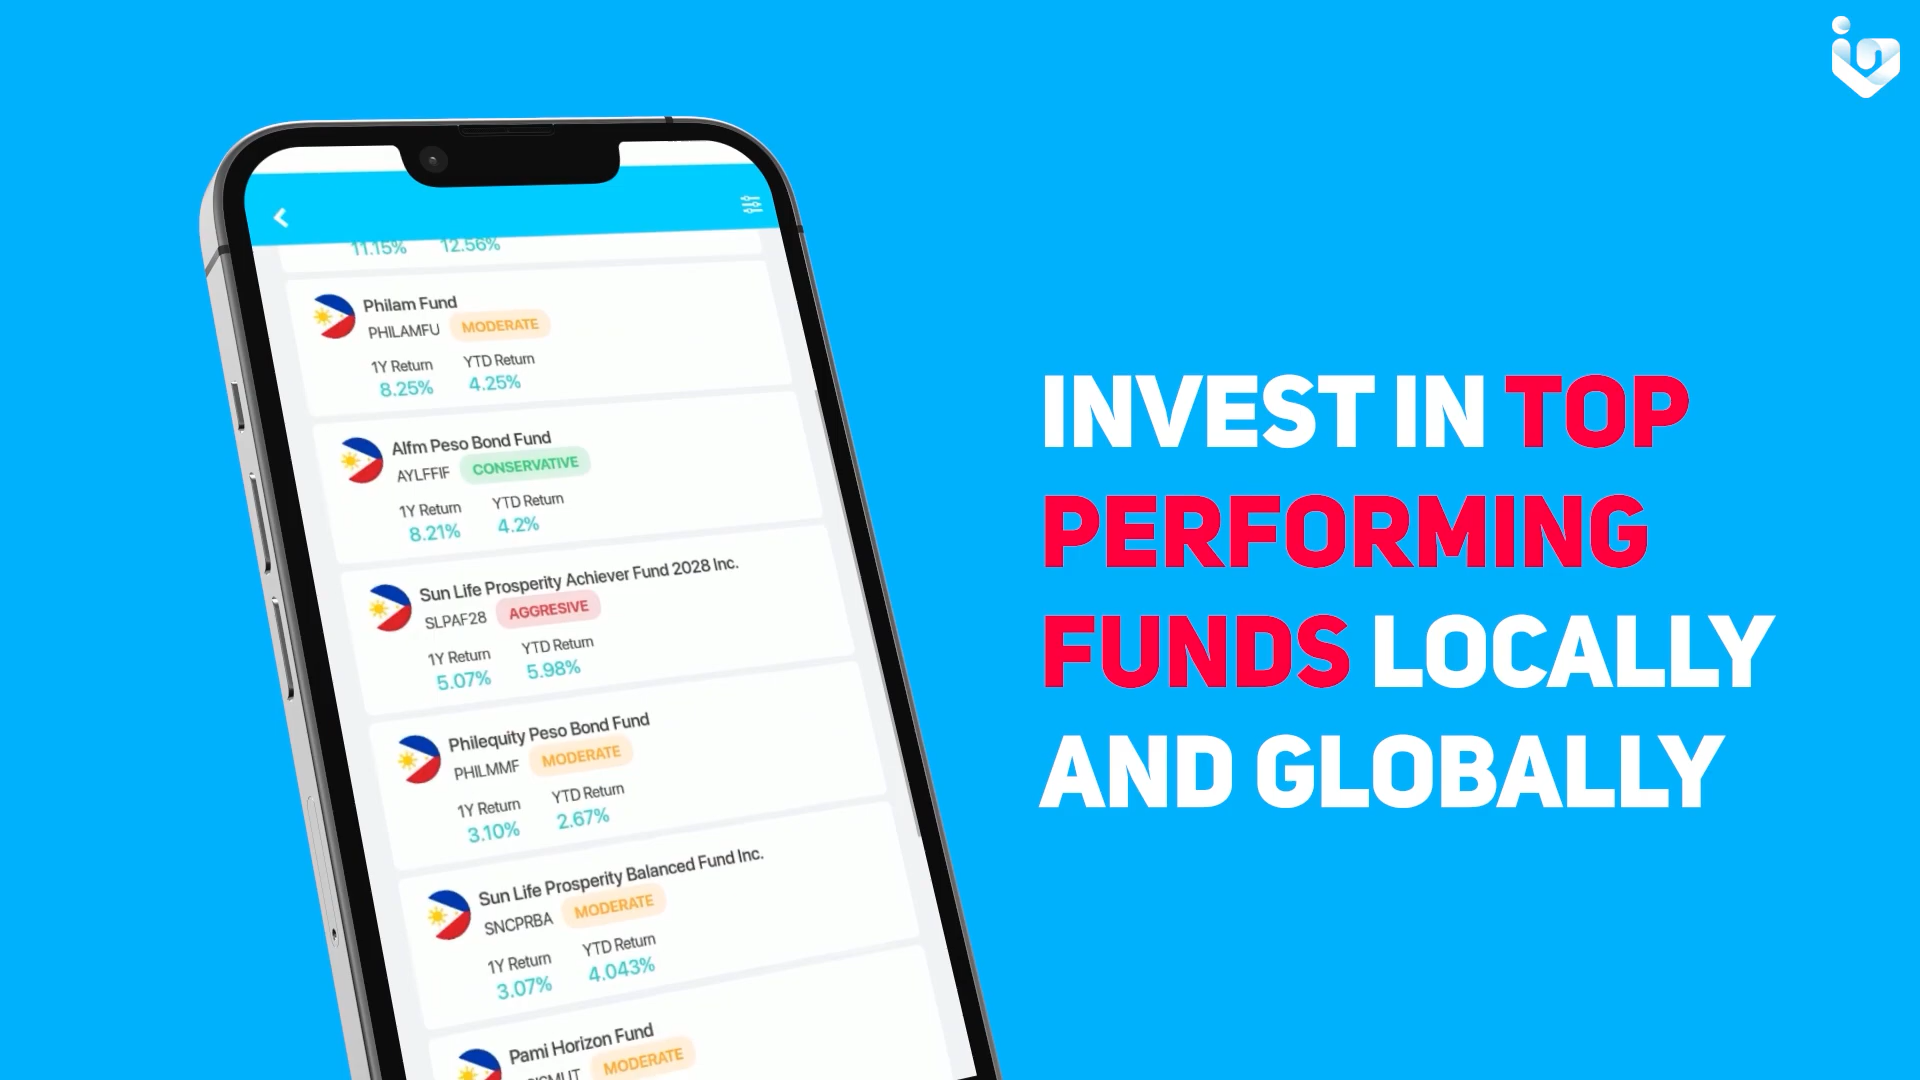 11.15% 12.56%
Philam Fund
PHILAMFU MODERATE
1Y Return YTD Return
8.25% 4.25%
Alfm Peso Bond Fund
AYLFFIF CONSERVATIVE
1Y Return YTD Return
8.21% 4.2%
Sun Life Prosperity Achiever Fund 2028 Inc.
SLPAF28 AGGRESIVE
1Y Return YTD Return
5.07% 5.98%
Philequity Peso Bond Fund
PHILMMF MODERATE
1Y Return YTD Return
3.10% 2.67%
Sun Life Prosperity Balanced Fund Inc.
SNCPRBA MODERATE
1Y Return YTD Return
3.07% 4.043%
Pami Horizon Fund
MODERATE
INVEST IN TOP
PERFORMING
FUNDS LOCALLY
AND GLOBALLY